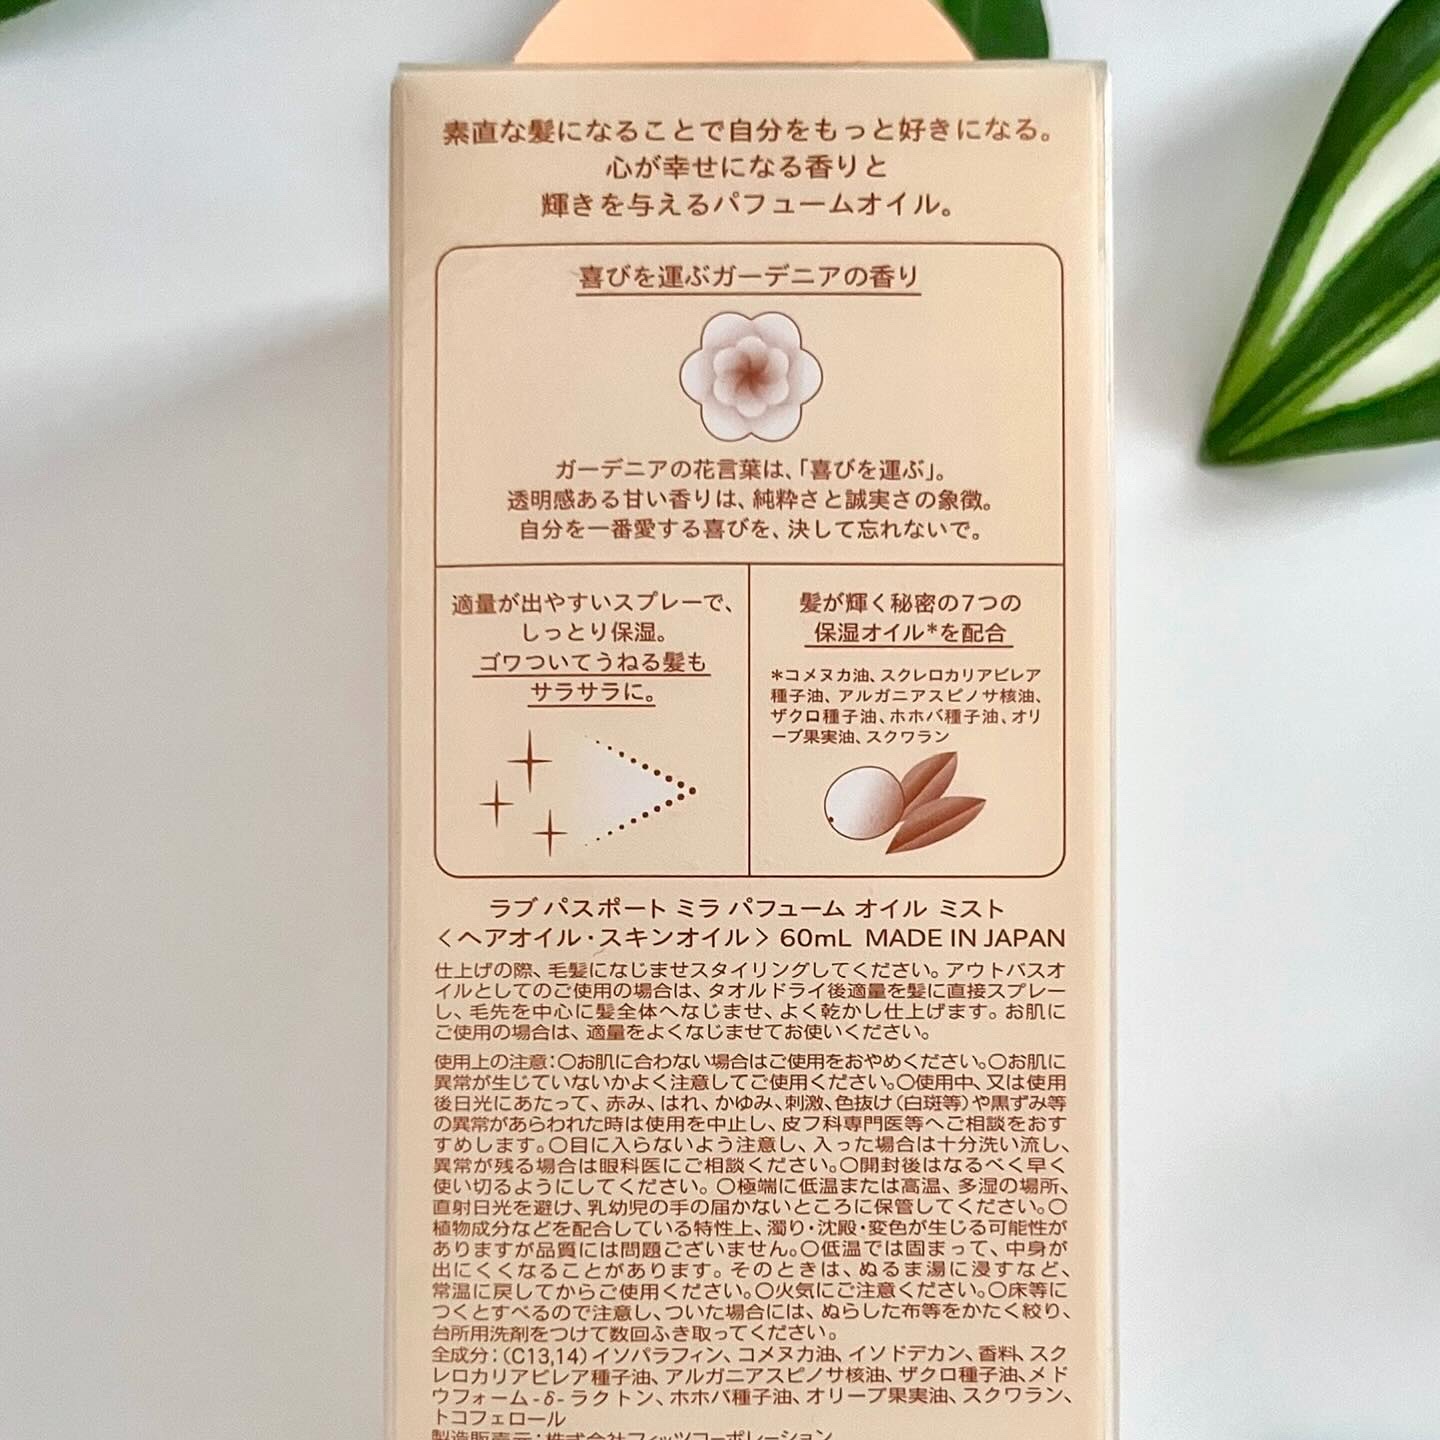 素直な髪になることで自分をもっと好きになる。
心が幸せになる香りと
輝きを与えるパフュームオイル。
喜びを運ぶガーデニアの香り
ガーデニアの花言葉は、「喜びを運ぶ」。
透明感ある甘い香りは、純粋さと誠実さの象徴。
自分を一番愛する喜びを、決して忘れないで。
適量が出やすいスプレーで、
しっとり保湿。
ゴワついてうねる髪も
サラサラに。
髪が輝く秘密の7つの
保湿オイル*を配合
*コメヌカ油、スクレロカリアビレア
種子油、アルガニアスピノサ核油、
ザクロ種子油、ホホバ種子油、オリ
ーブ果実油、スクワラン
ラブ パスポート ミラ パフューム オイル ミスト
〈ヘアオイル・スキンオイル〉60mL MADE IN JAPAN
仕上げの際、毛髪になじませスタイリングしてください。アウトバスオ
イルとしてのご使用の場合は、タオルドライ後適量を髪に直接スプレー
し、毛先を中心に髪全体へなじませ、よく乾かし仕上げます。お肌に
ご使用の場合は、適量をよくなじませてお使いください。
使用上の注意:〇お肌に合わない場合はご使用をおやめください。〇お肌に
異常が生じていないかよく注意してご使用ください。〇使用中、又は使用
後日光にあたって、赤み、はれ、かゆみ、刺激、色抜け(白斑等)や黒ずみ等
の異常があらわれた時は使用を中止し、皮フ科専門医等へご相談をおす
すめします。〇目に入らないよう注意し、入った場合は十分洗い流し、
異常が残る場合は眼科医にご相談ください。〇開封後はなるべく早く
使い切るようにしてください。〇極端に低温または高温、多湿の場所、
直射日光を避け、乳幼児の手の届かないところに保管してください。〇
植物成分などを配合している特性上、濁り・沈殿・変色が生じる可能性が
ありますが品質には問題ございません。〇低温では固まって、中身が
出にくくなることがあります。そのときは、ぬるま湯に浸すなど、
常温に戻してからご使用ください。〇火気にご注意ください。〇床等に
つくとすべるので注意し、ついた場合には、ぬらした布等をかたく絞り、
台所用洗剤をつけて数回ふき取ってください。
全成分:(C13,14)イソパラフィン、コメヌカ油、イソドデカン、香料、スク
レロカリアビレア種子油、アルガニアスピノサ核油、ザクロ種子油、メド
ウフォーム-δ-ラクトン、ホホバ種子油、オリーブ果実油、スクワラン、
トコフェロール
製造販売元:株式会社フィッツコーポレーション